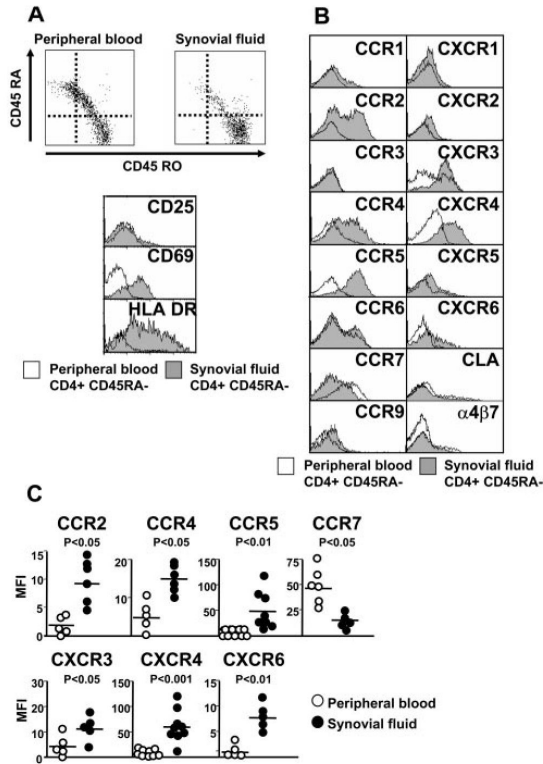 A
Peripheral blood
Synovial fluid
CD45 RA
CD45 RO
CD25
CD69
HLA DR
Peripheral blood
CD4+ CD45RA-
Synovial fluid
CD4+ CD45RA-
B
CCR1
CXCR1
CCR2
CXCR2
CCR3
CXCR3
CCR4
CXCR4
CCR5
CXCR5
CCR6
CXCR6
CCR7
CLA
CCR9
α4β7
Peripheral blood
CD4+ CD45RA-
Synovial fluid
CD4+ CD45RA-
C
CCR2
CCR4
CCR5
CCR7
P<0.05
P<0.05
P<0.01
P<0.05
MFI
15
10
5
0
20
10
0
150
100
50
0
75
50
25
CXCR3
CXCR4
CXCR6
P<0.05
P<0.001
P<0.01
MFI
30
20
10
0
150
100
50
0
15
10
5
0
Peripheral blood
Synovial fluid